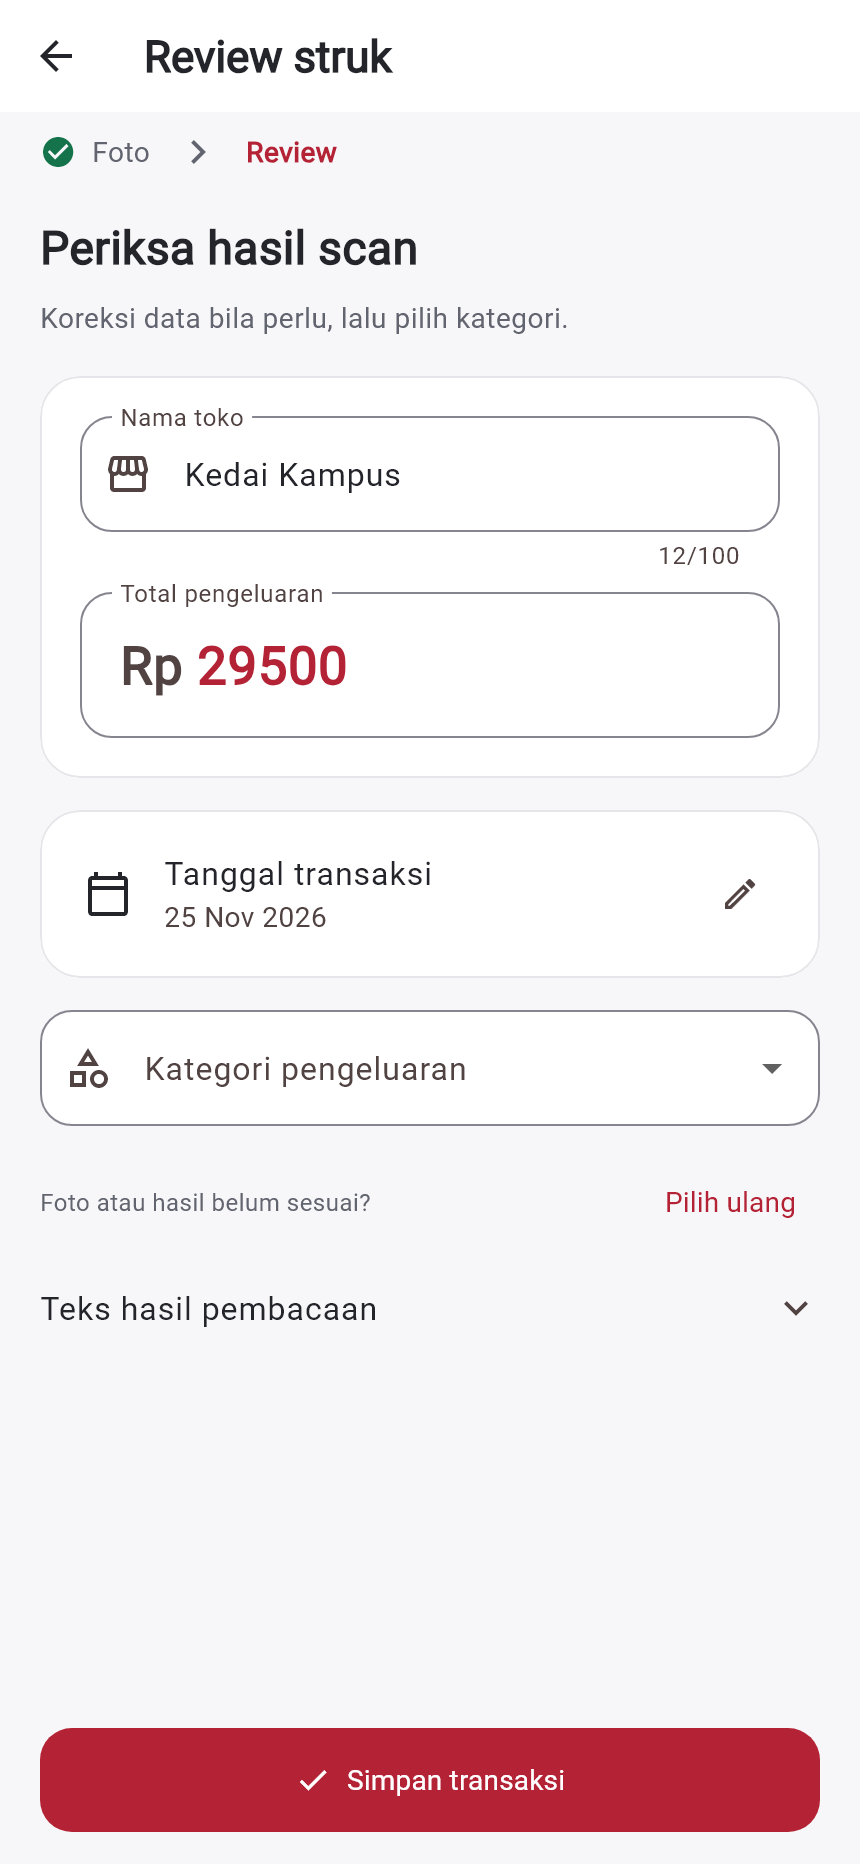 Review struk
Foto
Review
Periksa hasil scan
Koreksi data bila perlu, lalu pilih kategori.
Nama toko
Kedai Kampus
12/100
Total pengeluaran
Rp 29500
Tanggal transaksi
25 Nov 2026
Kategori pengeluaran
Foto atau hasil belum sesuai?
Pilih ulang
Teks hasil pembacaan
Simpan transaksi